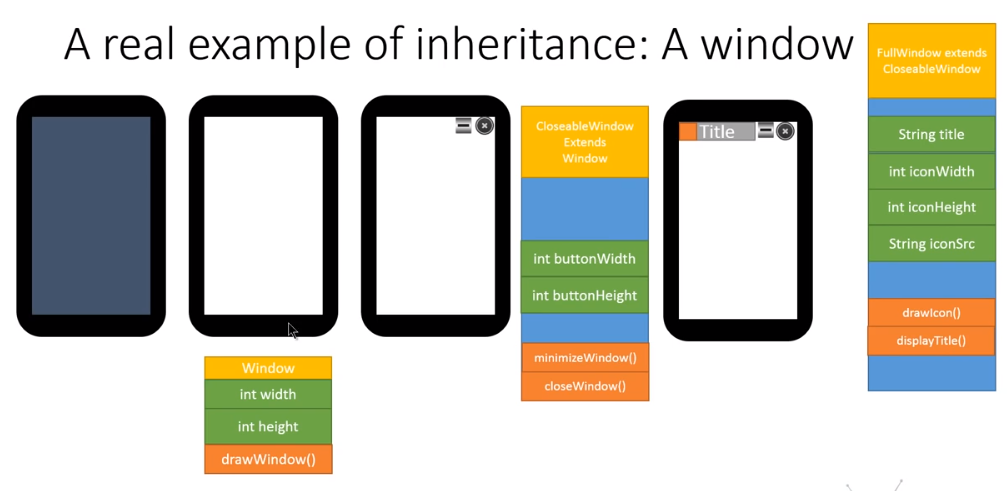 A real example of inheritance: A window
Title
Window
int width
int height
drawWindow()
CloseableWindow
Extends
Window
int buttonWidth
int buttonHeight
minimizeWindow()
closeWindow()
FullWindow extends
CloseableWindow
String title
int iconWidth
int iconHeight
String iconSrc
drawIcon()
displayTitle()